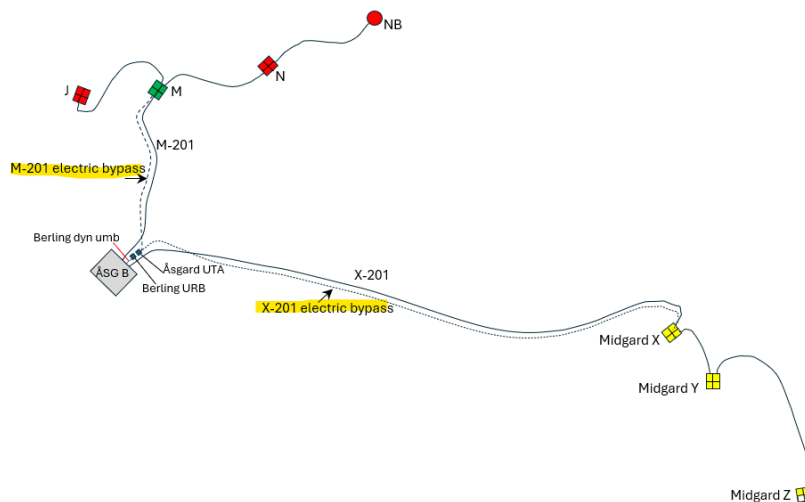 NB
N
J
M
M-201
M-201 electric bypass
Berling dyn umb
ÅSG B
Åsgard UTA
Berling URB
X-201
X-201 electric bypass
Midgard X
Midgard Y
Midgard Z